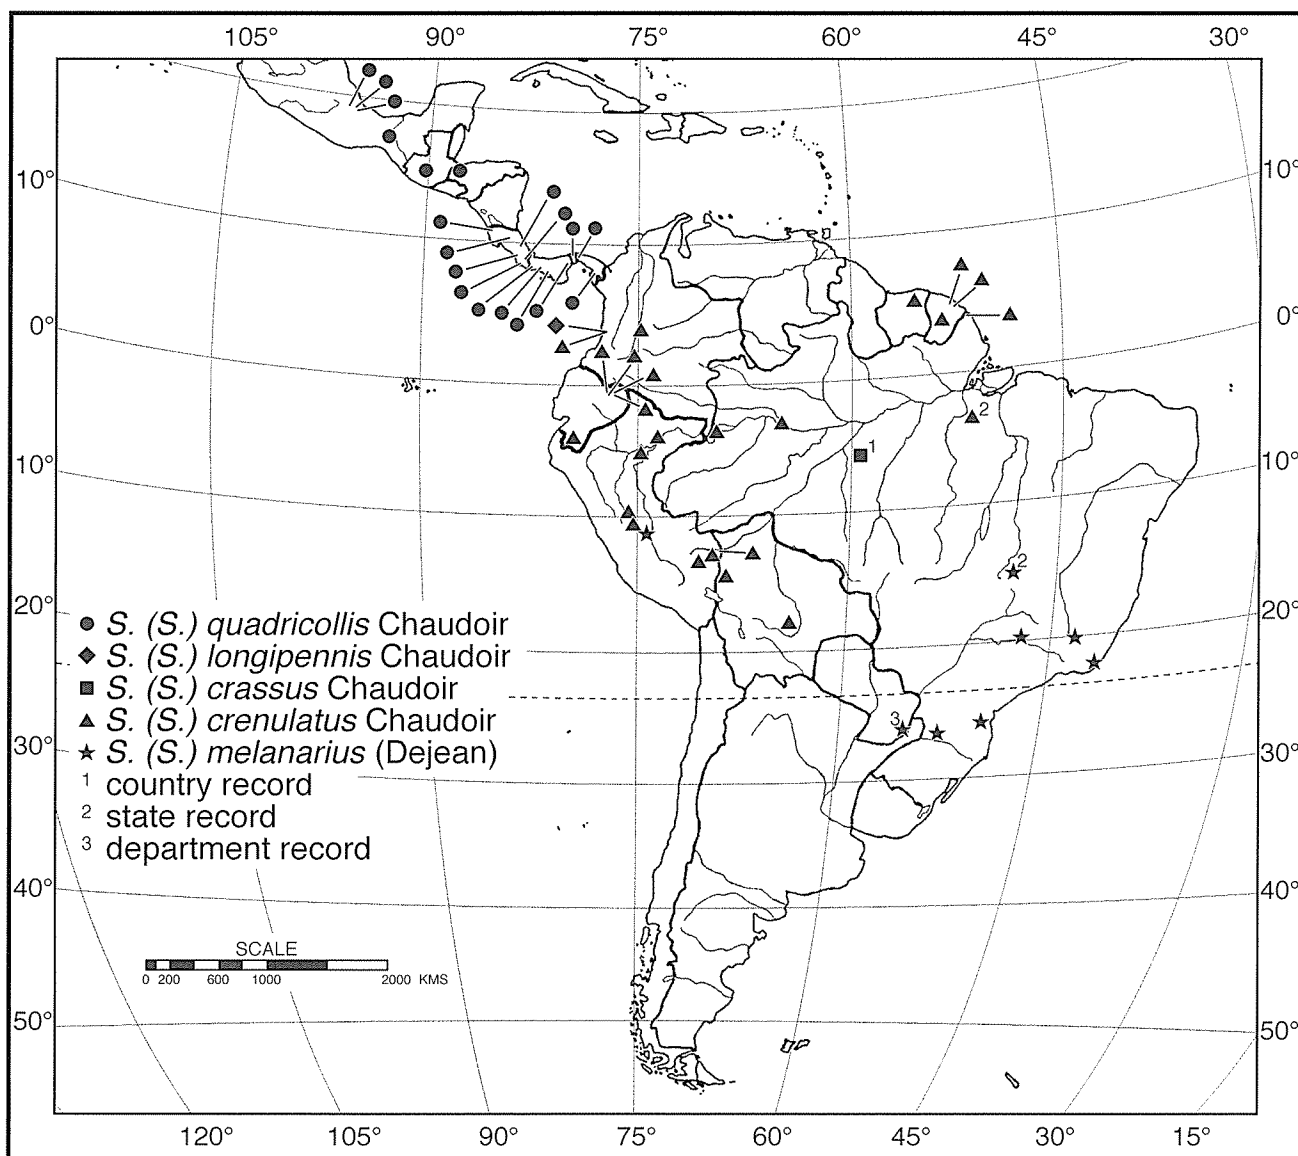 105° 90° 75° 60° 45° 30°
10° 10°
0° 0°
10° 10°
20° 20°
30° 30°
40° 40°
50° 50°
1
2
2
3
S. (S.) quadricollis Chaudoir
S. (S.) longipennis Chaudoir
S. (S.) crassus Chaudoir
S. (S.) crenulatus Chaudoir
S. (S.) melanarius (Dejean)
1 country record
2 state record
3 department record
SCALE
0 200 600 1000 2000 KMS
120° 105° 90° 75° 60° 45° 30° 15°